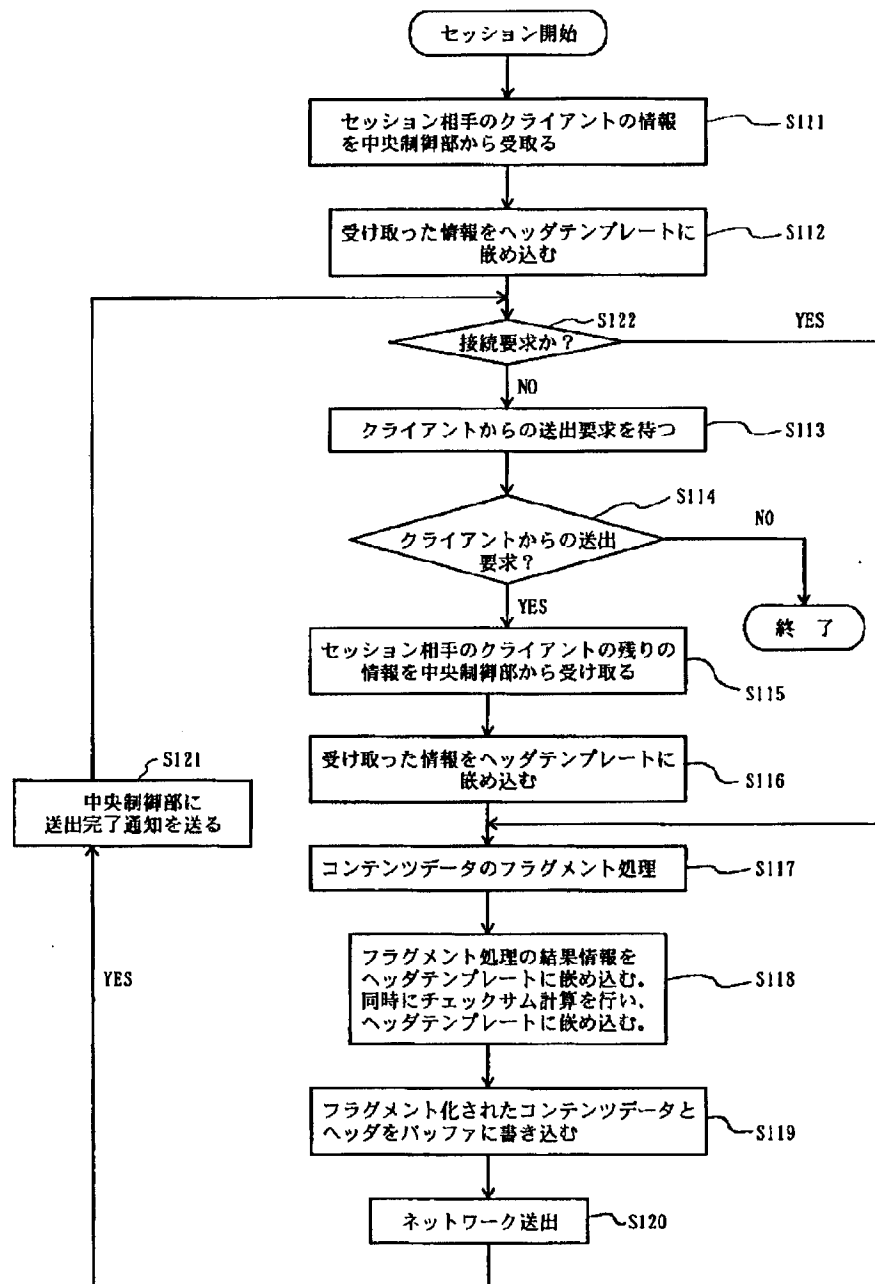 セッション開始
セッション相手のクライアントの情報
を中央制御部から受取る
S111
受け取った情報をヘッダテンプレートに
嵌め込む
S112
S122
YES
接続要求か？
NO
クライアントからの送出要求を待つ
S113
S114
NO
クライアントからの送出
要求？
YES
終 了
セッション相手のクライアントの残りの
情報を中央制御部から受け取る
S115
S121
受け取った情報をヘッダテンプレートに
嵌め込む
S116
中央制御部に
送出完了通知を送る
コンテンツデータのフラグメント処理
S117
YES
フラグメント処理の結果情報を
ヘッダテンプレートに嵌め込む。
同時にチェックサム計算を行い、
ヘッダテンプレートに嵌め込む。
S118
フラグメント化されたコンテンツデータと
ヘッダをバッファに書き込む
S119
ネットワーク送出
S120